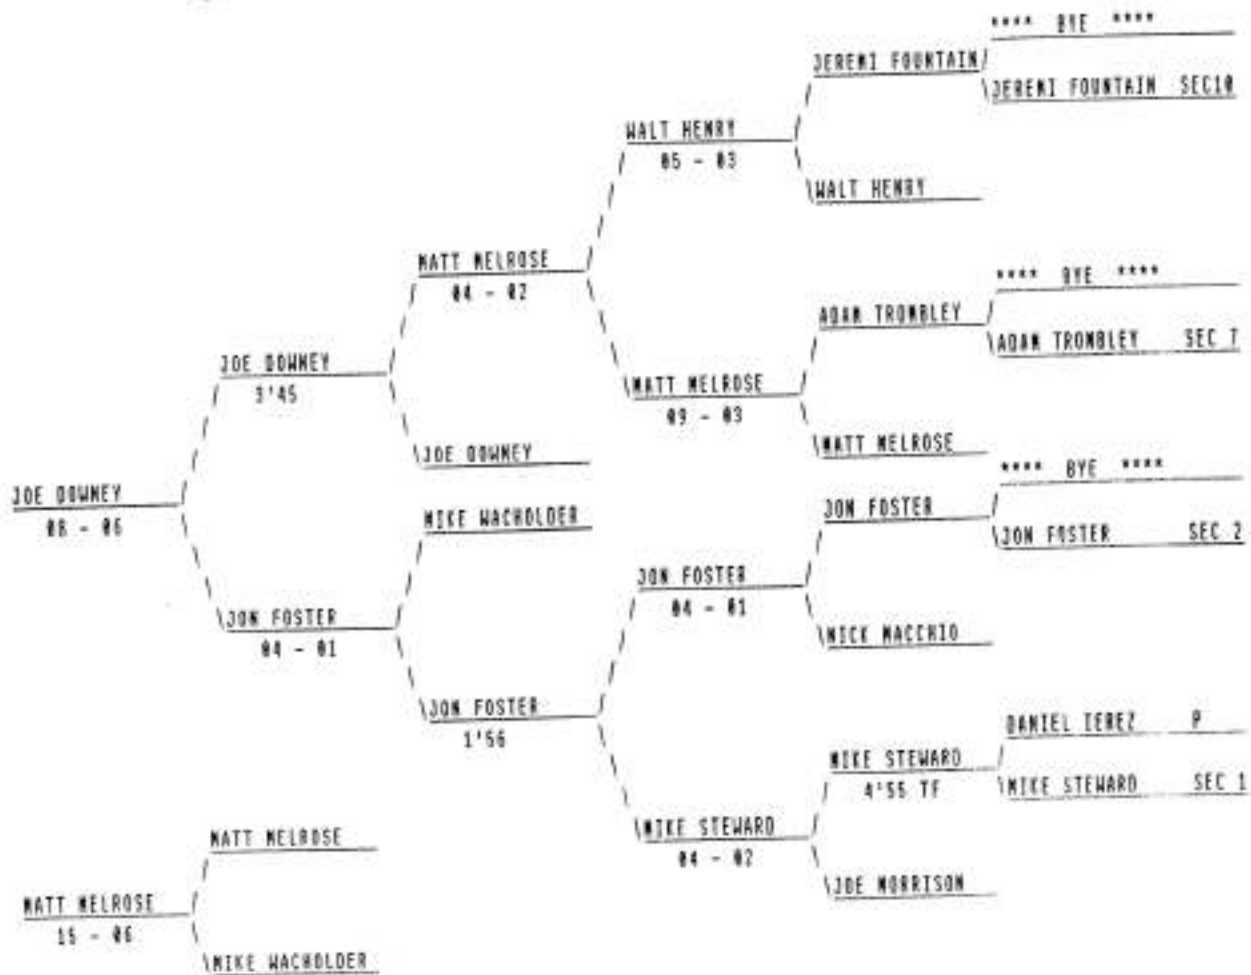 **** BYE ****
JEREMI FOUNTAIN
JEREMI FOUNTAIN SEC10
WALT HENRY
05 - 03
WALT HENRY
MATT MELROSE
04 - 02
**** BYE ****
ADAM TROMBLEY
ADAM TROMBLEY SEC 7
JOE DOWNEY
3'45
MATT MELROSE
09 - 03
MATT MELROSE
JOE DOWNEY
**** BYE ****
JOE DOWNEY
08 - 06
MIKE WACHOLDER
JON FOSTER
JON FOSTER SEC 2
JON FOSTER
04 - 01
JON FOSTER
04 - 01
NICK MACCHIO
JON FOSTER
1'56
DANIEL TEREZ P
MIKE STEWARD
4'55 TF
MIKE STEWARD SEC 1
MIKE STEWARD
04 - 02
MATT MELROSE
JOE MORRISON
MATT MELROSE
15 - 06
MIKE WACHOLDER